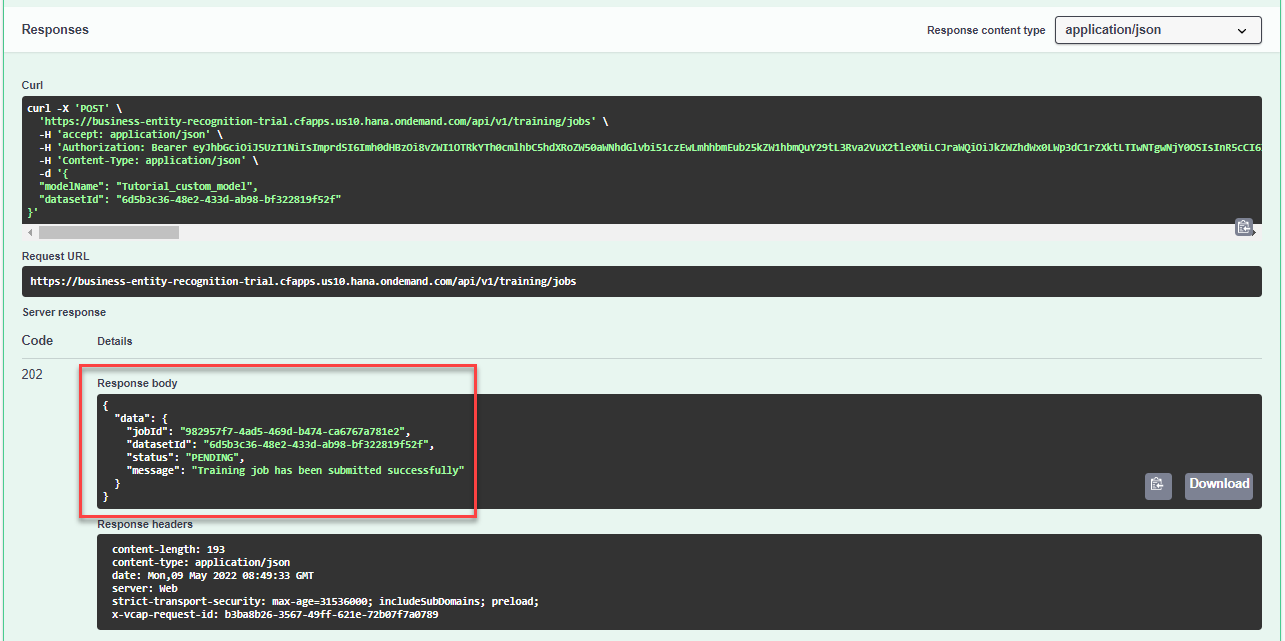 Responses
Response content type application/json
Curl
curl -X 'POST' \
'https://business-entity-recognition-trial.cfapps.us10.hana.ondemand.com/api/v1/training/jobs' \
-H 'accept: application/json' \
-H 'Authorization: Bearer
-H 'Content-Type: application/json' \
-d '{
"modelName": "Tutorial_custom_model",
"datasetId": "6d5b3c36-48e2-433d-ab98-bf322819f52f"
}'
Request URL
https://business-entity-recognition-trial.cfapps.us10.hana.ondemand.com/api/v1/training/jobs
Server response
Code Details
202
Response body
{
"data": {
"jobId": "982957f7-4ad5-469d-b474-ca6767a781e2",
"datasetId": "6d5b3c36-48e2-433d-ab98-bf322819f52f",
"status": "PENDING",
"message": "Training job has been submitted successfully"
}
}
Download
Response headers
content-length: 193
content-type: application/json
date: Mon,09 May 2022 08:49:33 GMT
server: Web
strict-transport-security: max-age=31536000; includeSubDomains; preload;
x-vcap-request-id: b3ba8b26-3567-49ff-621e-72b07f7a0789